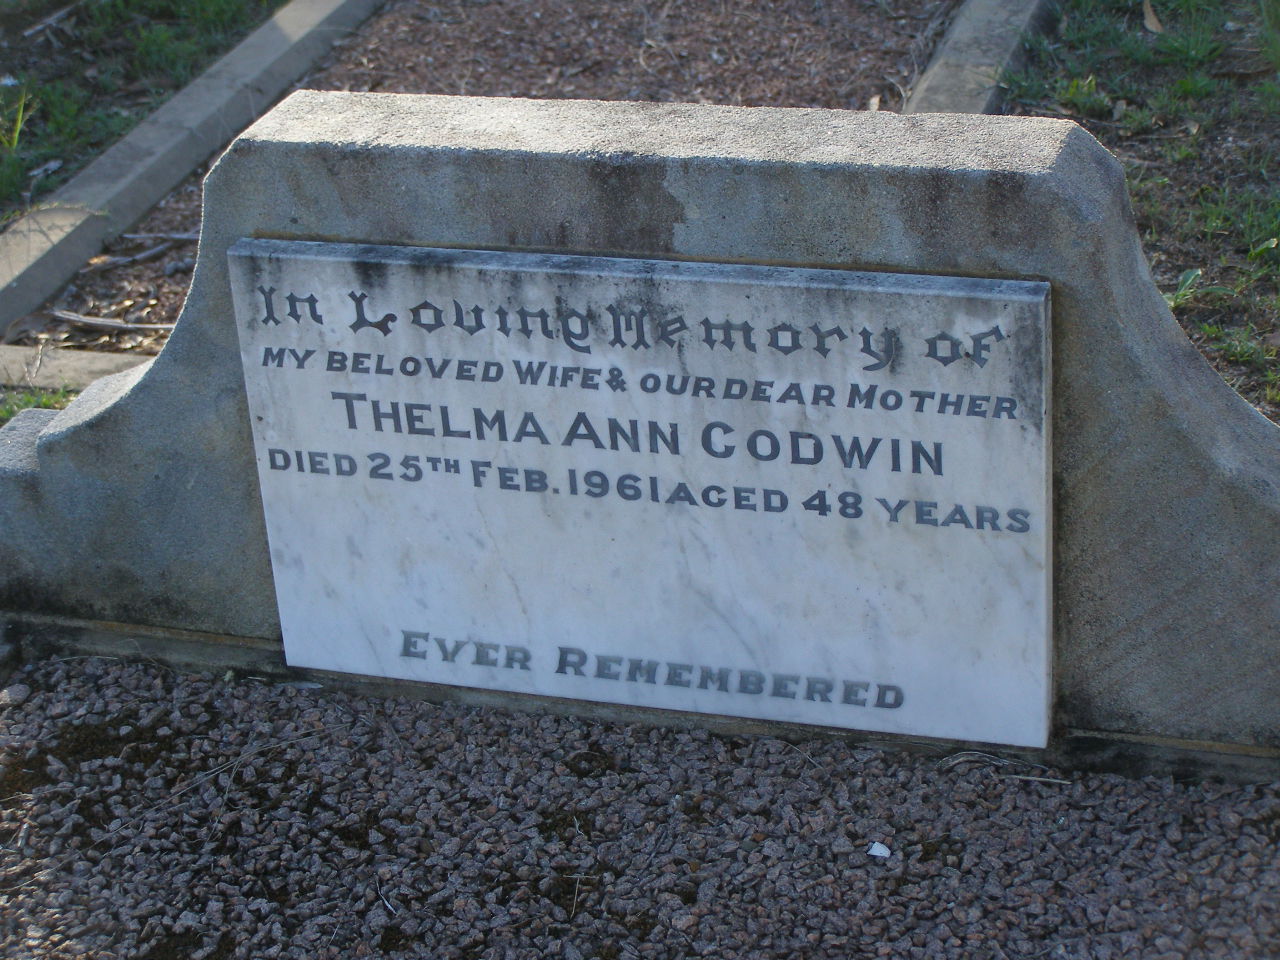 In Loving Memory of
MY BELOVED WIFE & OUR DEAR MOTHER
THELMA ANN GODWIN
DIED 25TH FEB. 1961 AGED 48 YEARS
EVER REMEMBERED